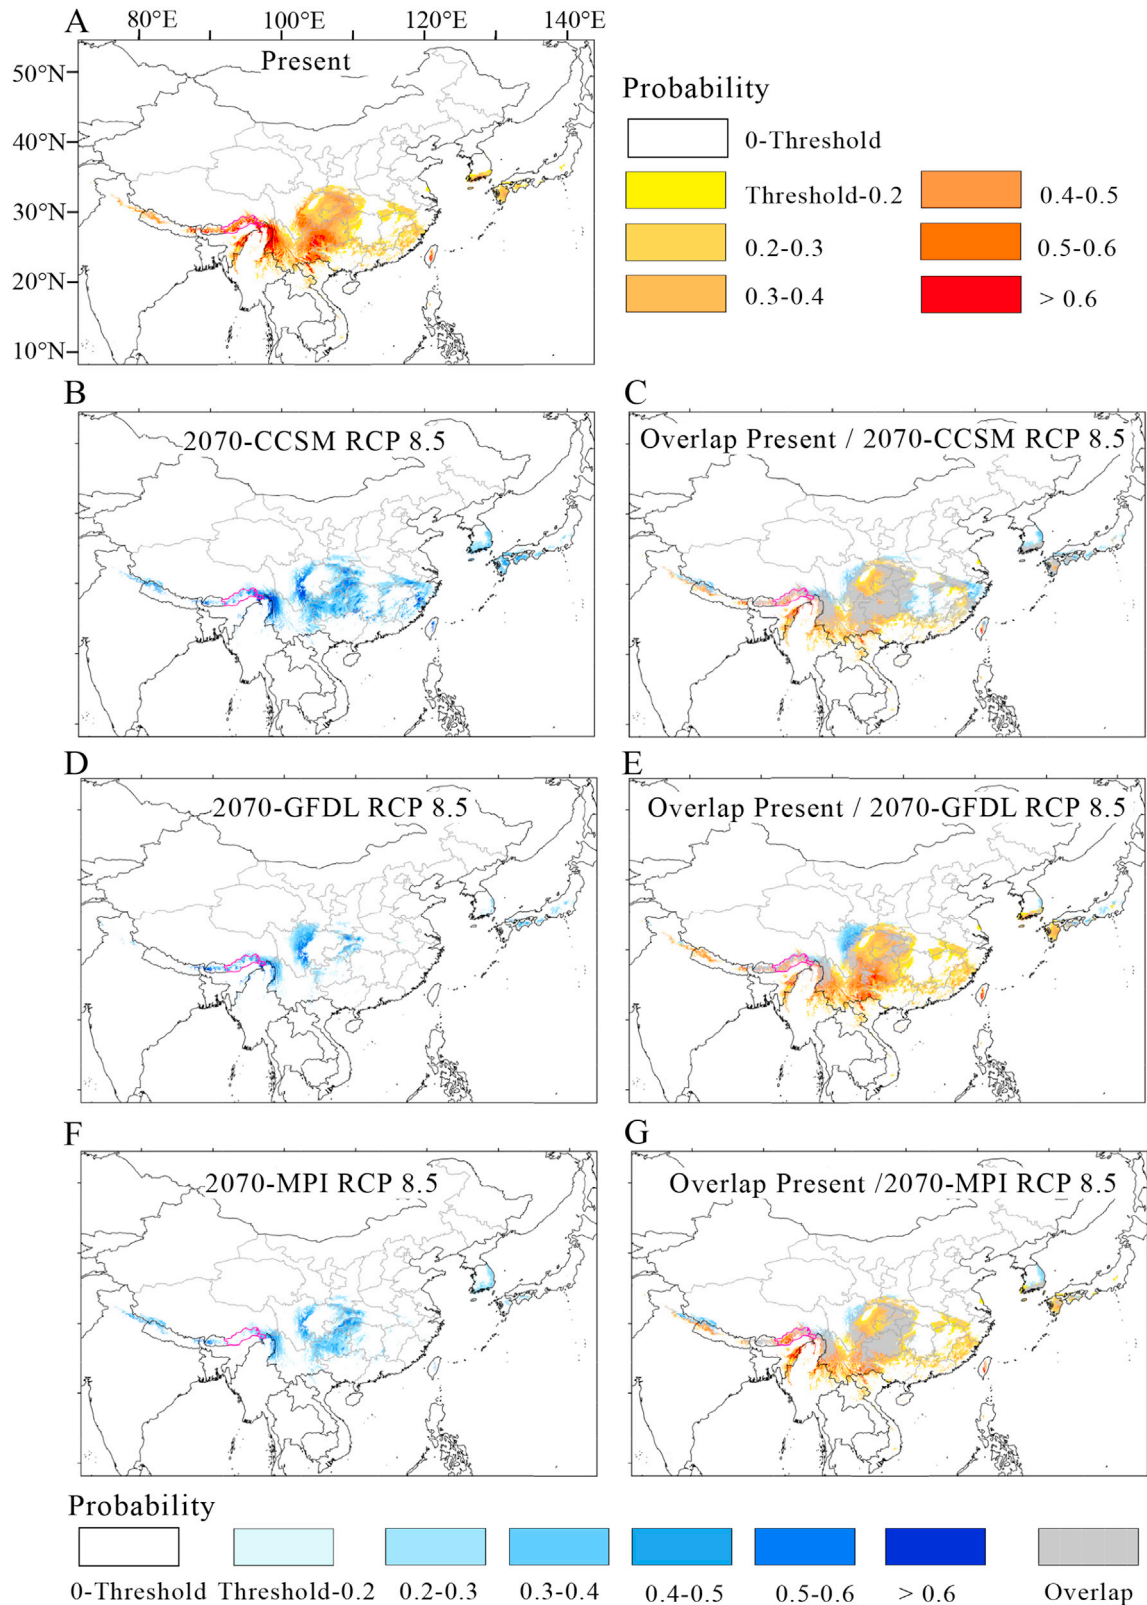 A
80°E 100°E 120°E 140°E
50°N
40°N
30°N
20°N
10°N
Present
Probability
0-Threshold
Threshold-0.2
0.4-0.5
0.2-0.3
0.5-0.6
0.3-0.4
> 0.6
B
2070-CCSM RCP 8.5
C
Overlap Present / 2070-CCSM RCP 8.5
D
2070-GFDL RCP 8.5
E
Overlap Present / 2070-GFDL RCP 8.5
F
2070-MPI RCP 8.5
G
Overlap Present /2070-MPI RCP 8.5
Probability
0-Threshold Threshold-0.2 0.2-0.3 0.3-0.4 0.4-0.5 0.5-0.6 > 0.6 Overlap